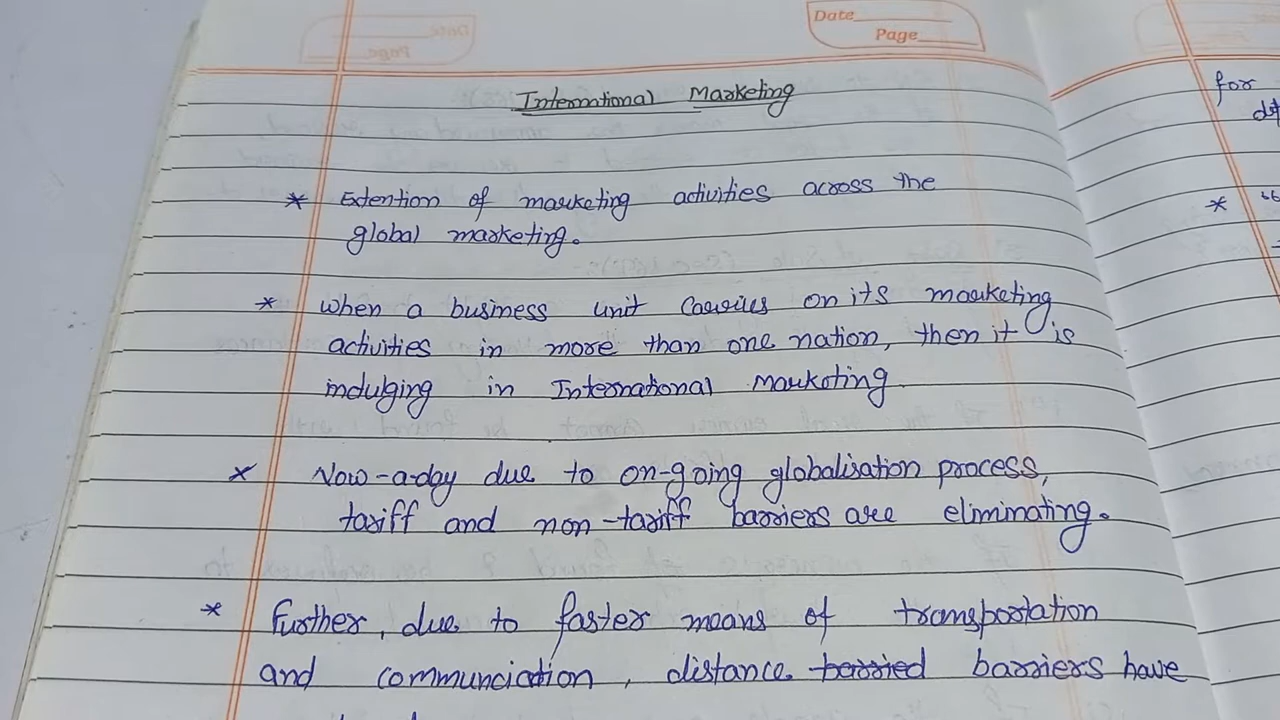 Date
Page
International Marketing
* Extention of marketing activities across the
global marketing.
* When a business unit carries on its marketing
activities in more than one nation, then it is
indulging in International Marketing
* Now-a-day due to on-going globalisation process,
tariff and non-tariff barriers are eliminating.
* Further, due to faster means of transportation
and communciation, distance barried barriers have
for
*